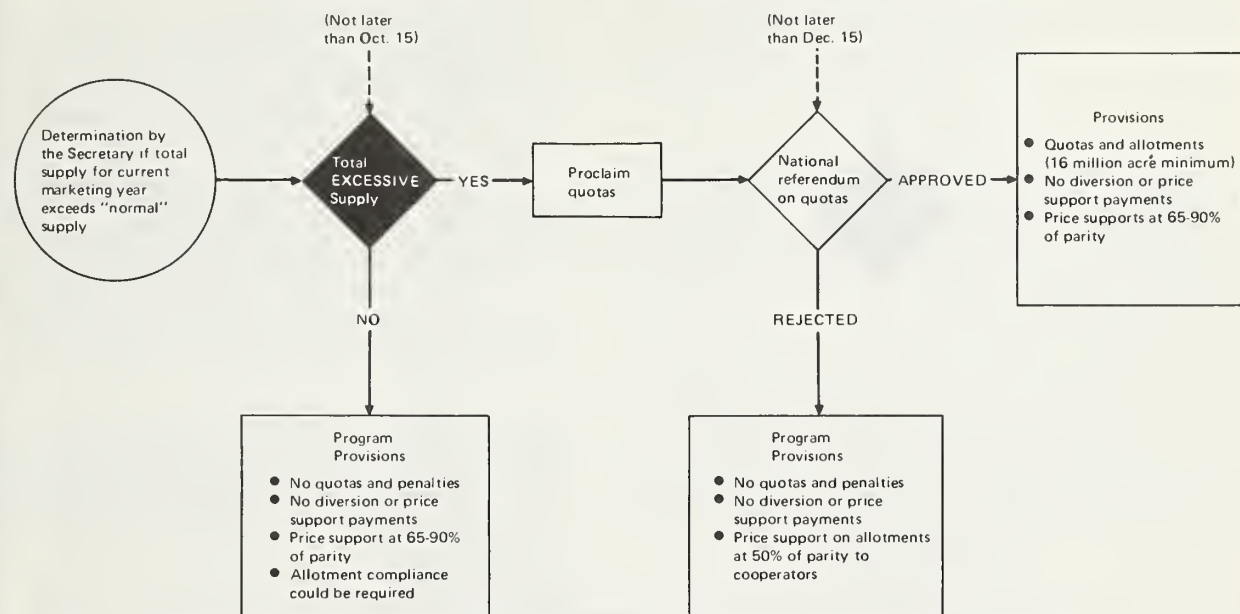 (Not later
than Oct. 15)
(Not later
than Dec. 15)
Determination by
the Secretary if total
supply for current
marketing year
exceeds "normal"
supply
Total
EXCESSIVE
Supply
YES
Proclaim
quotas
National
referendum
on quotas
APPROVED
Provisions
● Quotas and allotments
(16 million acre minimum)
● No diversion or price
support payments
● Price supports at 65-90%
of parity
NO
REJECTED
Program
Provisions
● No quotas and penalties
● No diversion or price
support payments
● Price support at 65-90%
of parity
● Allotment compliance
could be required
Program
Provisions
● No quotas and penalties
● No diversion or price
support payments
● Price support on allotments
at 50% of parity to
cooperators